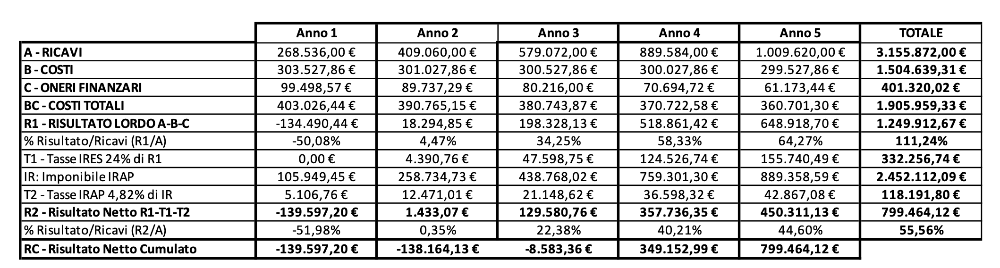 Anno 1 Anno 2 Anno 3 Anno 4 Anno 5 TOTALE
A - RICAVI 268.536,00 € 409.060,00 € 579.072,00 € 889.584,00 € 1.009.620,00 € 3.155.872,00 €
B - COSTI 303.527,86 € 301.027,86 € 300.527,86 € 300.027,86 € 299.527,86 € 1.504.639,31 €
C - ONERI FINANZARI 99.498,57 € 89.737,29 € 80.216,00 € 70.694,72 € 61.173,44 € 401.320,02 €
BC - COSTI TOTALI 403.026,44 € 390.765,15 € 380.743,87 € 370.722,58 € 360.701,30 € 1.905.959,33 €
R1 - RISULTATO LORDO A-B-C -134.490,44 € 18.294,85 € 198.328,13 € 518.861,42 € 648.918,70 € 1.249.912,67 €
% Risultato/Ricavi (R1/A) -50,08% 4,47% 34,25% 58,33% 64,27% 111,24%
T1 - Tasse IRES 24% di R1 0,00 € 4.390,76 € 47.598,75 € 124.526,74 € 155.740,49 € 332.256,74 €
IR: Imponibile IRAP 105.949,45 € 258.734,73 € 438.768,02 € 759.301,30 € 889.358,59 € 2.452.112,09 €
T2 - Tasse IRAP 4,82% di IR 5.106,76 € 12.471,01 € 21.148,62 € 36.598,32 € 42.867,08 € 118.191,80 €
R2 - Risultato Netto R1-T1-T2 -139.597,20 € 1.433,07 € 129.580,76 € 357.736,35 € 450.311,13 € 799.464,12 €
% Risultato/Ricavi (R2/A) -51,98% 0,35% 22,38% 40,21% 44,60% 55,56%
RC - Risultato Netto Cumulato -139.597,20 € -138.164,13 € -8.583,36 € 349.152,99 € 799.464,12 €